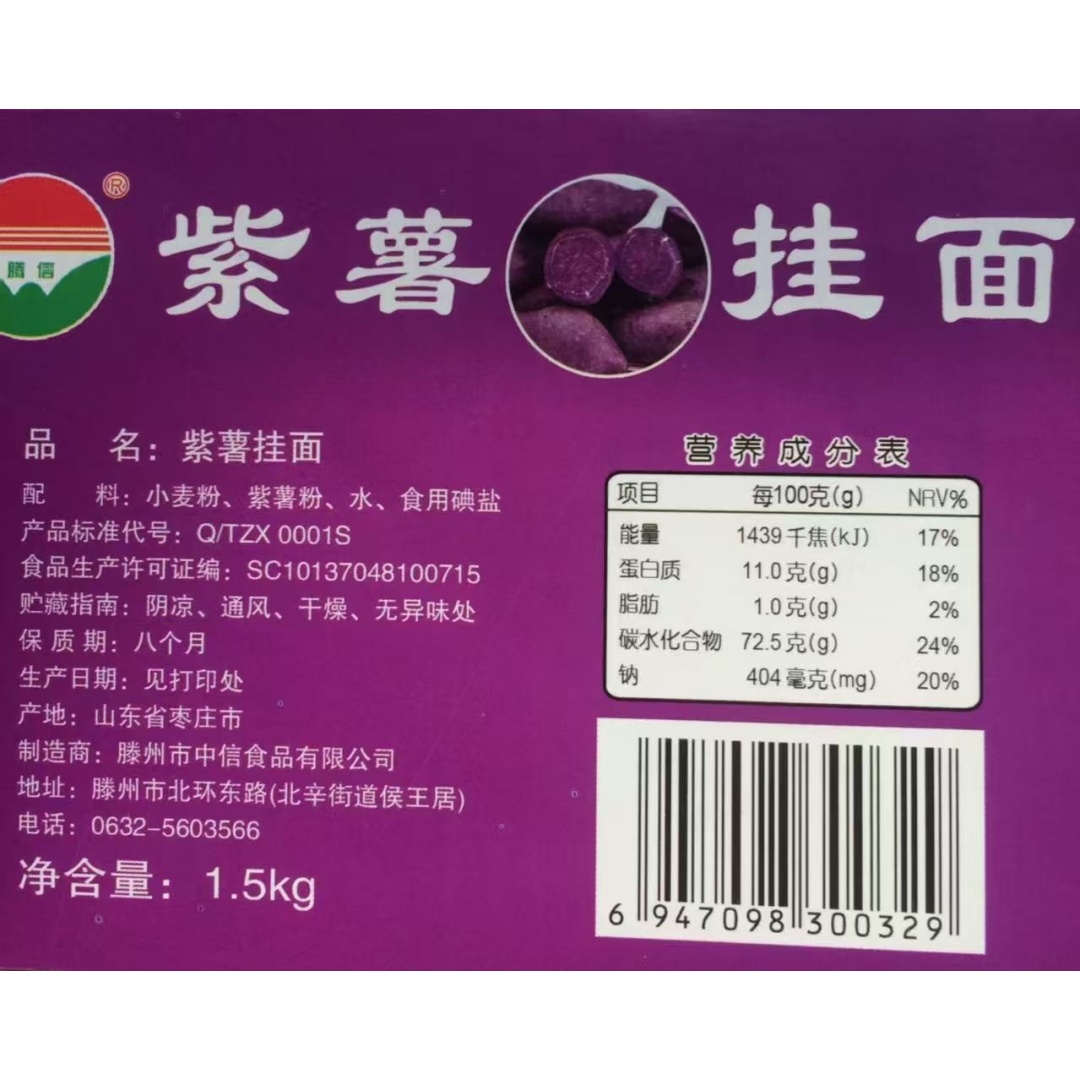 ®
腾信
紫薯挂面
品 名：紫薯挂面
配 料：小麦粉、紫薯粉、水、食用碘盐
产品标准代号：Q/TZX 0001S
食品生产许可证编：SC10137048100715
贮藏指南：阴凉、通风、干燥、无异味处
保质期：八个月
生产日期：见打印处
产地：山东省枣庄市
制造商：滕州市中信食品有限公司
地址：滕州市北环东路(北辛街道侯王居)
电话：0632-5603566
净含量：1.5kg
营养成分表
项目 每100克(g) NRV%
能量 1439千焦(kJ) 17%
蛋白质 11.0克(g) 18%
脂肪 1.0克(g) 2%
碳水化合物 72.5克(g) 24%
钠 404毫克(mg) 20%
6 947098 300329